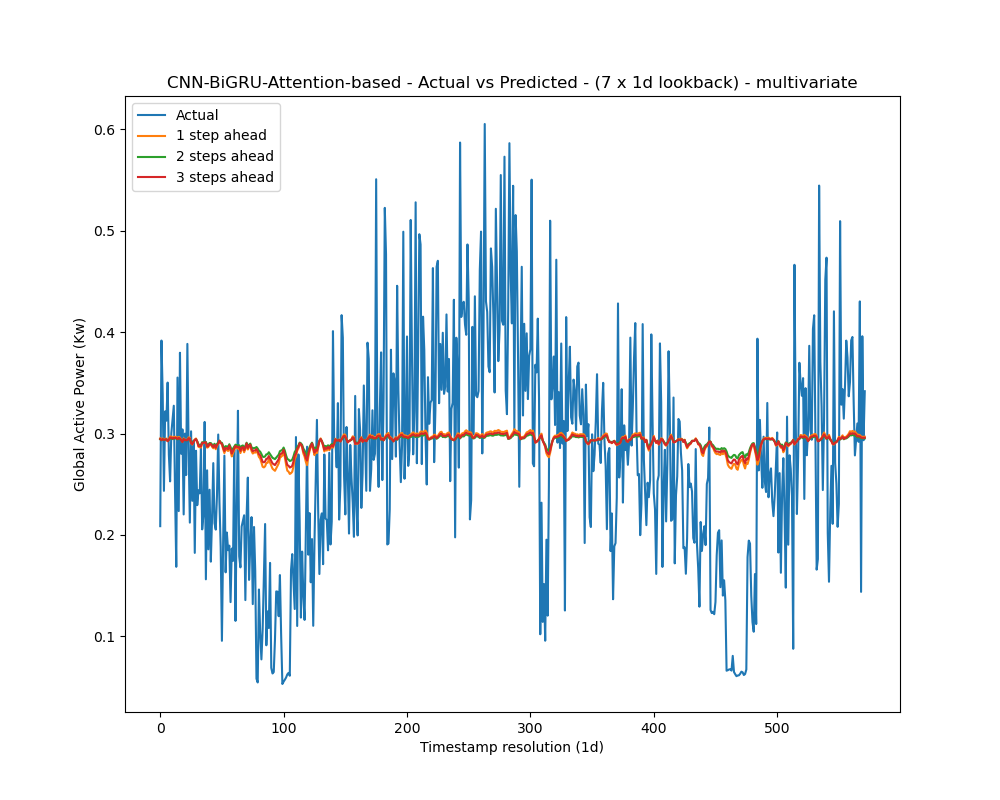 CNN-BiGRU-Attention-based - Actual vs Predicted - (7 x 1d lookback) - multivariate
Actual
1 step ahead
2 steps ahead
3 steps ahead
Global Active Power (Kw)
0.6
0.5
0.4
0.3
0.2
0.1
0 100 200 300 400 500
Timestamp resolution (1d)